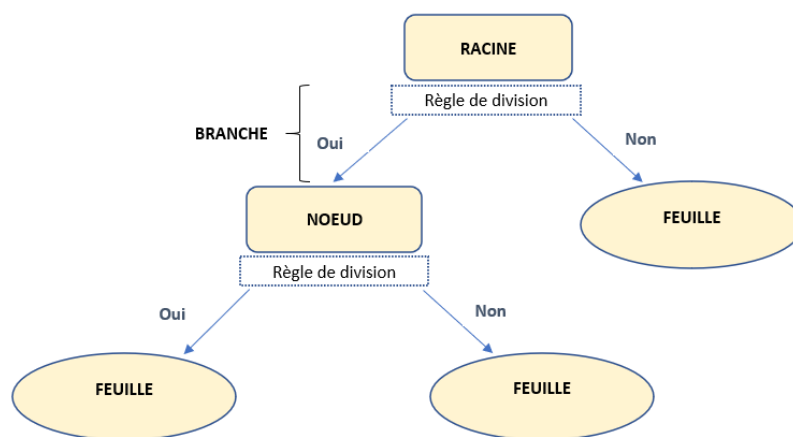 RACINE
Règle de division
BRANCHE
Oui
Non
NOEUD
FEUILLE
Règle de division
Oui
Non
FEUILLE
FEUILLE